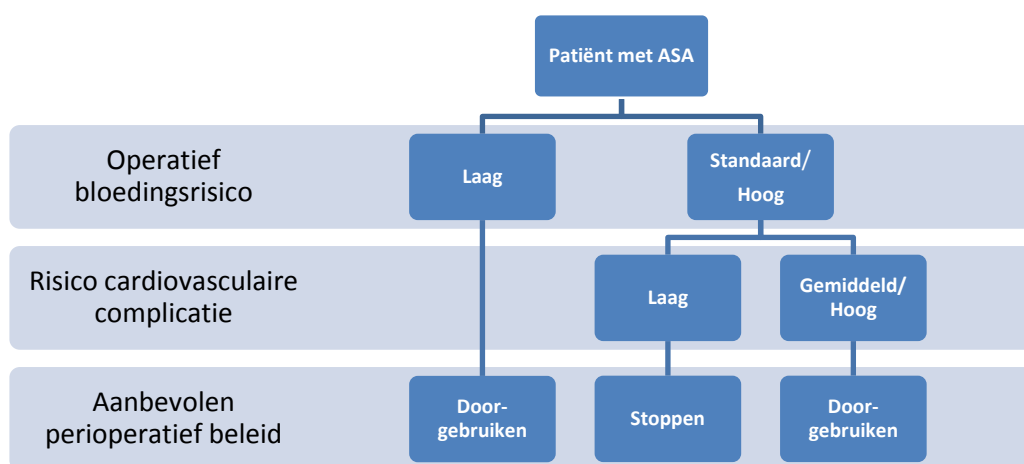 Patiënt met ASA
Operatief
bloedingsrisico
Laag
Standaard/
Hoog
Risico cardiovasculaire
complicatie
Laag
Gemiddeld/
Hoog
Aanbevolen
perioperatief beleid
Door-
gebruiken
Stoppen
Door-
gebruiken